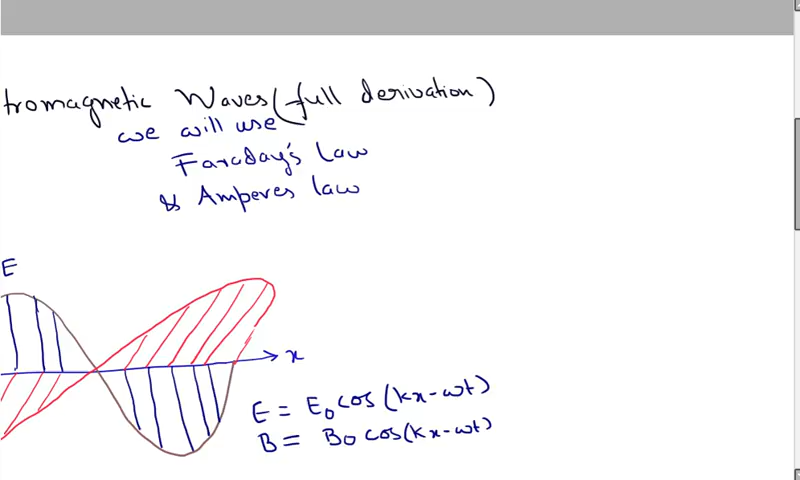 tromagnetic Waves (full derivation)
we will use
Faraday's law
& Amperes law
E
x
E = E₀ cos(kx - ωt)
B = B₀ cos(kx - ωt)